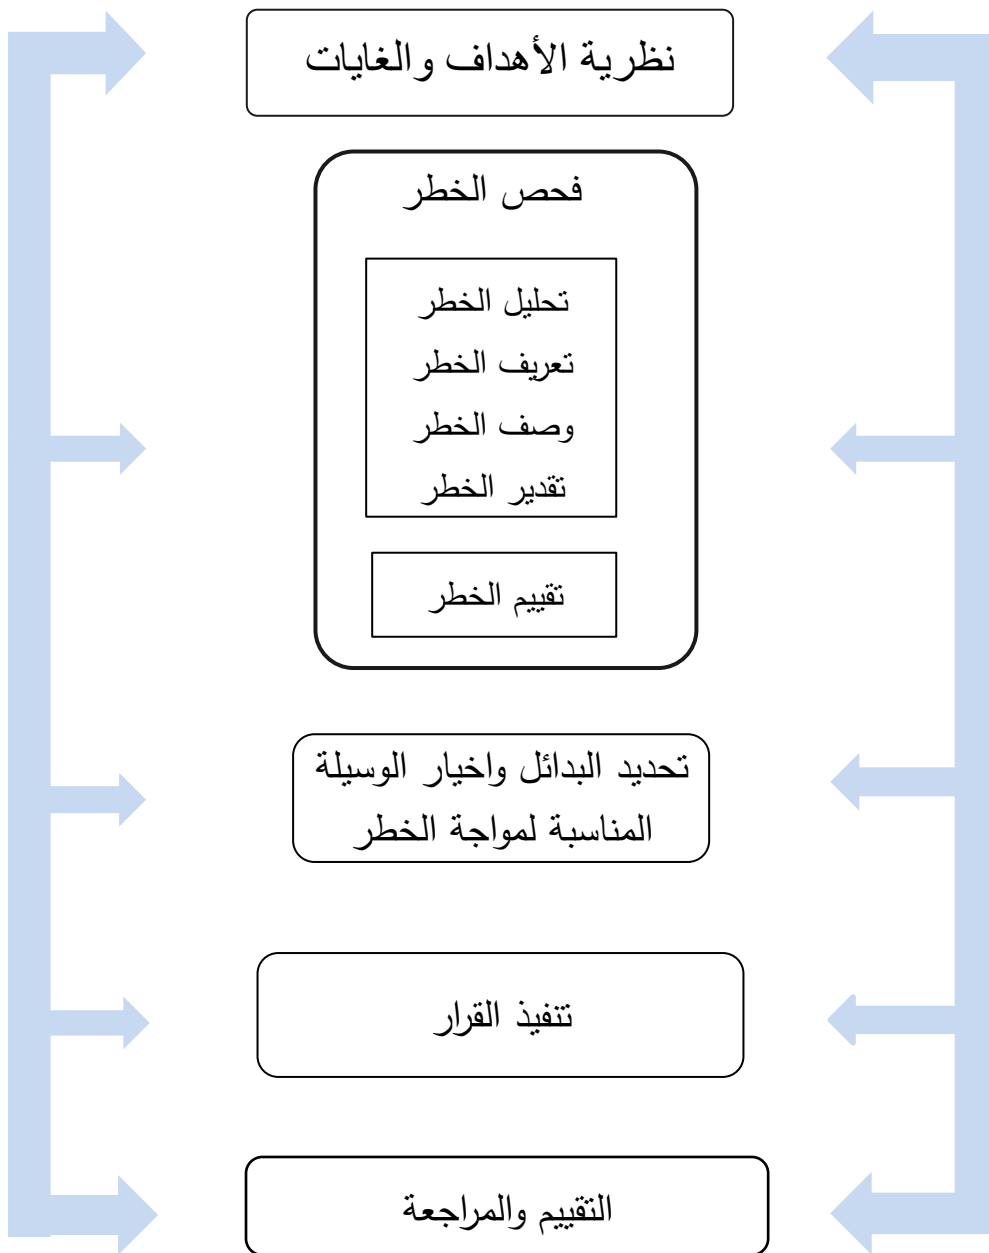 نظرية الأهداف والغايات
فحص الخطر
تحليل الخطر
تعريف الخطر
وصف الخطر
تقدير الخطر
تقييم الخطر
تحديد البدائل واخيار الوسيلة
المناسبة لمواجة الخطر
تنفيذ القرار
التقييم والمراجعة